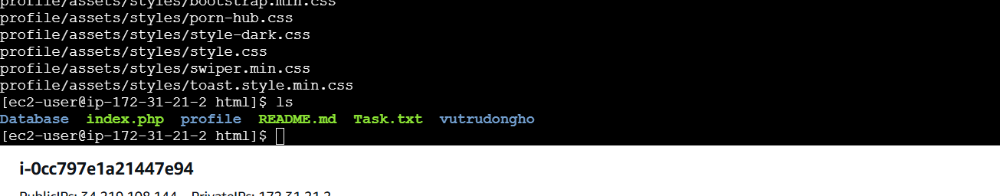 profile/assets/styles/bootstrap.min.css
profile/assets/styles/porn-hub.css
profile/assets/styles/style-dark.css
profile/assets/styles/style.css
profile/assets/styles/swiper.min.css
profile/assets/styles/toast.style.min.css
[ec2-user@ip-172-31-21-2 html]$ ls
Database index.php profile README.md Task.txt vutrudongho
[ec2-user@ip-172-31-21-2 html]$
i-0cc797e1a21447e94
PublicIPs: 34.219.108.144 PrivateIPs: 172.31.21.2